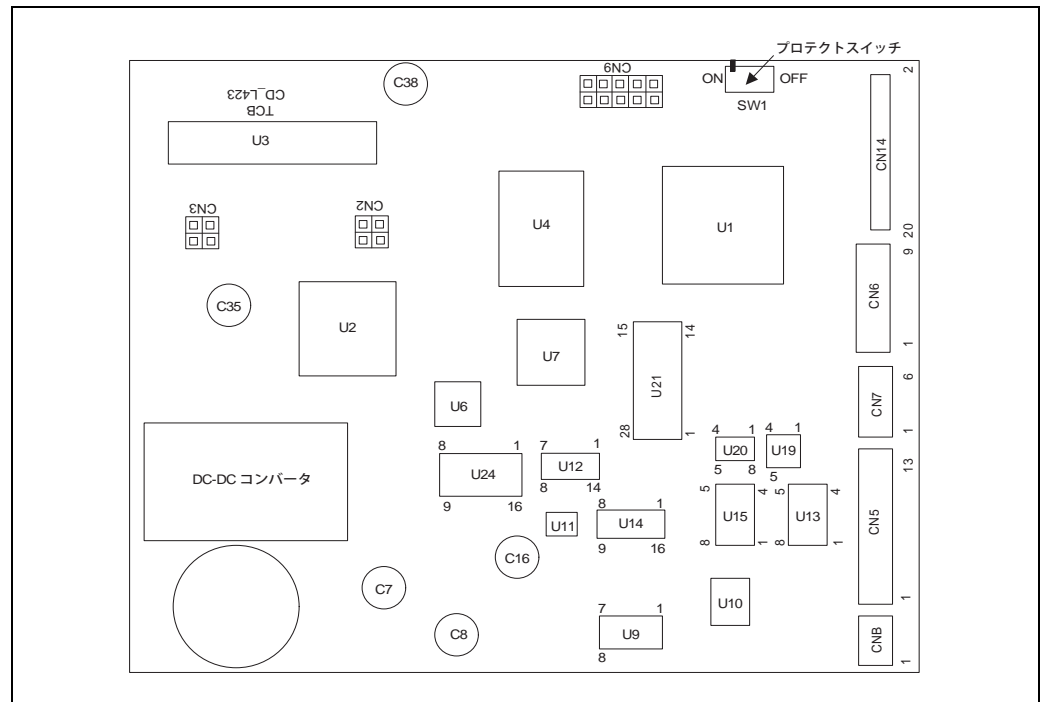 プロテクトスイッチ
C38
CN9
ON
OFF
SW1
2
CD_L423
TCB
U3
CN14
U4
U1
CN3
CN2
20
9
C35
CN6
U2
15
14
U7
1
U21
6
U6
CN7
28
1
1
4
1
4
1
8
1
7
1
U20
U19
13
DC-DC コンバータ
U24
U12
5
8
5
9
16
8
14
5
4
5
4
8
1
U15
U13
CN5
U11
U14
9
16
8
1
8
1
C16
C7
U10
1
7
1
C8
U9
CNB
8
1